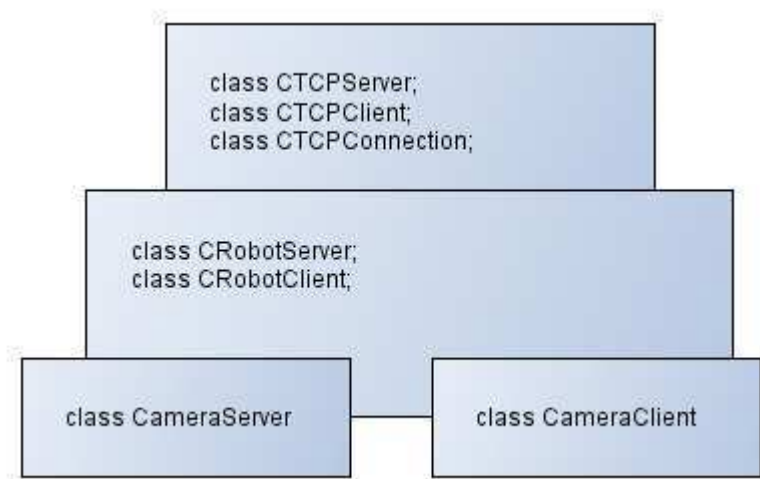 class CTCPServer;
class CTCPClient;
class CTCPConnection;
class CRobotServer;
class CRobotClient;
class CameraServer
class CameraClient